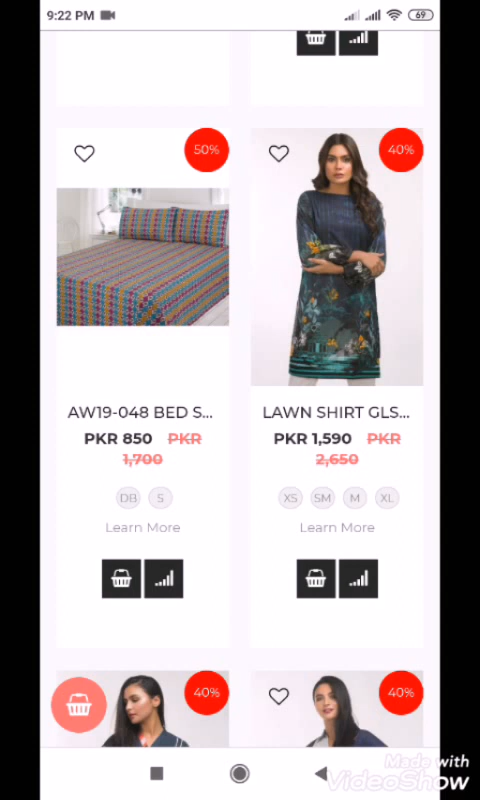 9:22 PM
69
50%
40%
AW19-048 BED S...
PKR 850 PKR
1,700
DB S
Learn More
LAWN SHIRT GLS...
PKR 1,590 PKR
2,650
XS SM M XL
Learn More
40%
40%
Made with
VideoShow